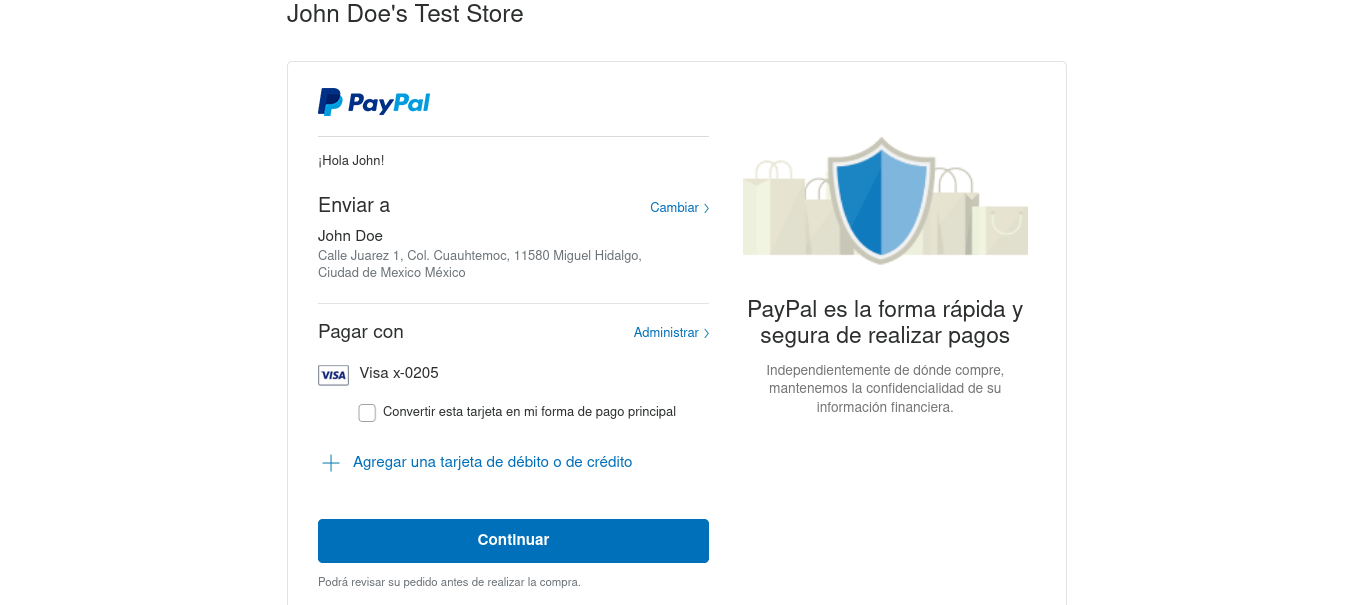 John Doe's Test Store
PayPal
¡Hola John!
Enviar a
Cambiar
John Doe
Calle Juarez 1, Col. Cuauhtemoc, 11580 Miguel Hidalgo,
Ciudad de Mexico México
Pagar con
Administrar
VISA
Visa x-0205
Convertir esta tarjeta en mi forma de pago principal
Agregar una tarjeta de débito o de crédito
Continuar
Podrá revisar su pedido antes de realizar la compra.
PayPal es la forma rápida y
segura de realizar pagos
Independientemente de dónde compre,
mantenemos la confidencialidad de su
información financiera.